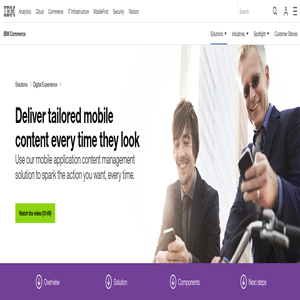 IBM
Analytics Cloud Commerce IT Infrastructure MobileFirst Security Watson
IBM Commerce
Solutions Industries Spotlight Customer Stories
Solutions Digital Experience
Deliver tailored mobile
content every time they look
Use our mobile application content management
solution to spark the action you want, every time.
Watch the video (01:49)
Overview Solution Components Next steps